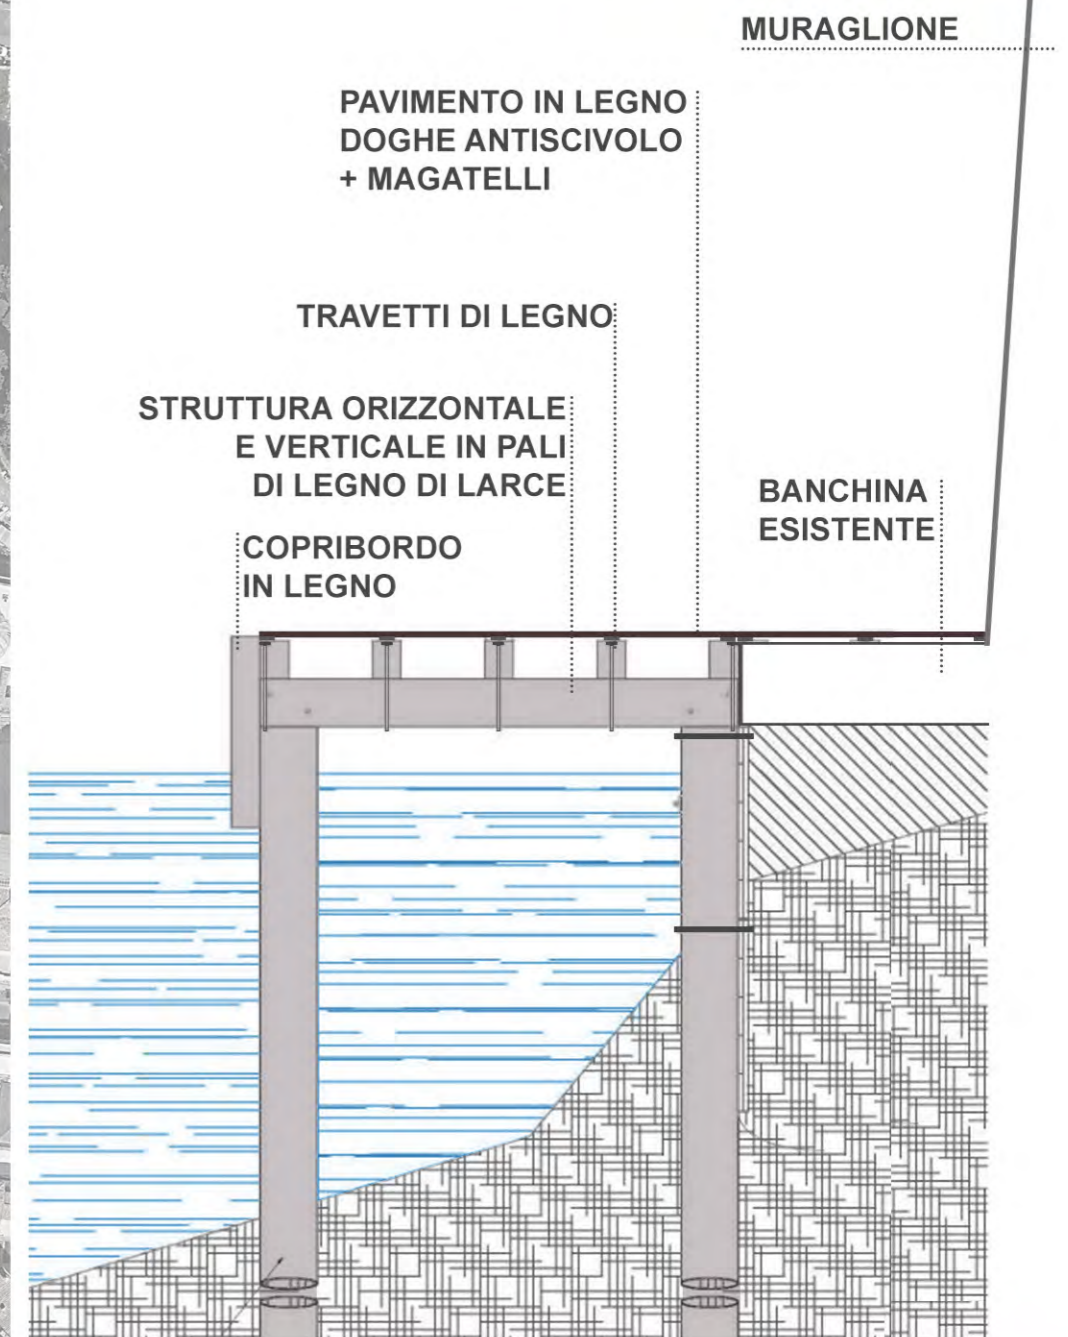 MURAGLIONE
PAVIMENTO IN LEGNO
DOGHE ANTISCIVOLO
+ MAGATELLI
TRAVETTI DI LEGNO
STRUTTURA ORIZZONTALE
E VERTICALE IN PALI
DI LEGNO DI LARCE
BANCHINA
ESISTENTE
COPRIBORDO
IN LEGNO